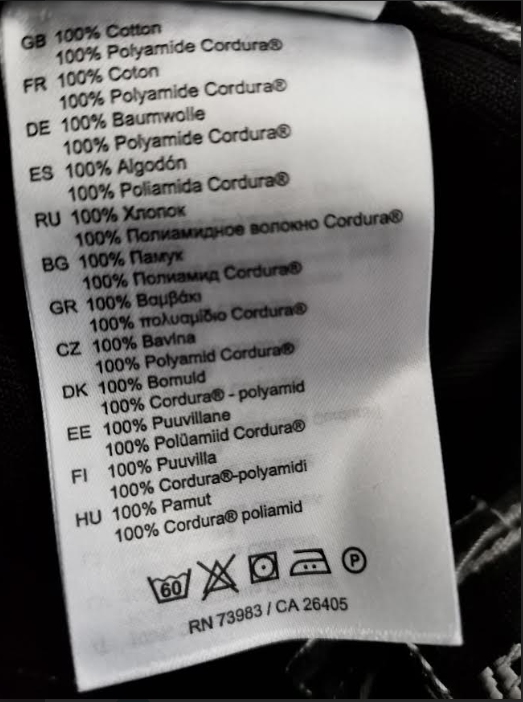 GB 100% Cotton
100% Polyamide Cordura®
FR 100% Coton
100% Polyamide Cordura®
DE 100% Baumwolle
100% Polyamide Cordura®
ES 100% Algodón
100% Poliamida Cordura®
RU 100% Хлопок
100% Полиамидное волокно Cordura®
BG 100% Памук
100% Полиамид Cordura®
GR 100% Βαμβάκι
100% πολυαμίδιο Cordura®
CZ 100% Bavlna
100% Polyamid Cordura®
DK 100% Bomuld
100% Cordura® - polyamid
EE 100% Puuvillane
100% Polüamiid Cordura®
FI 100% Puuvilla
100% Cordura®-polyamidi
HU 100% Pamut
100% Cordura® poliamid
60 P
RN 73983 / CA 26405